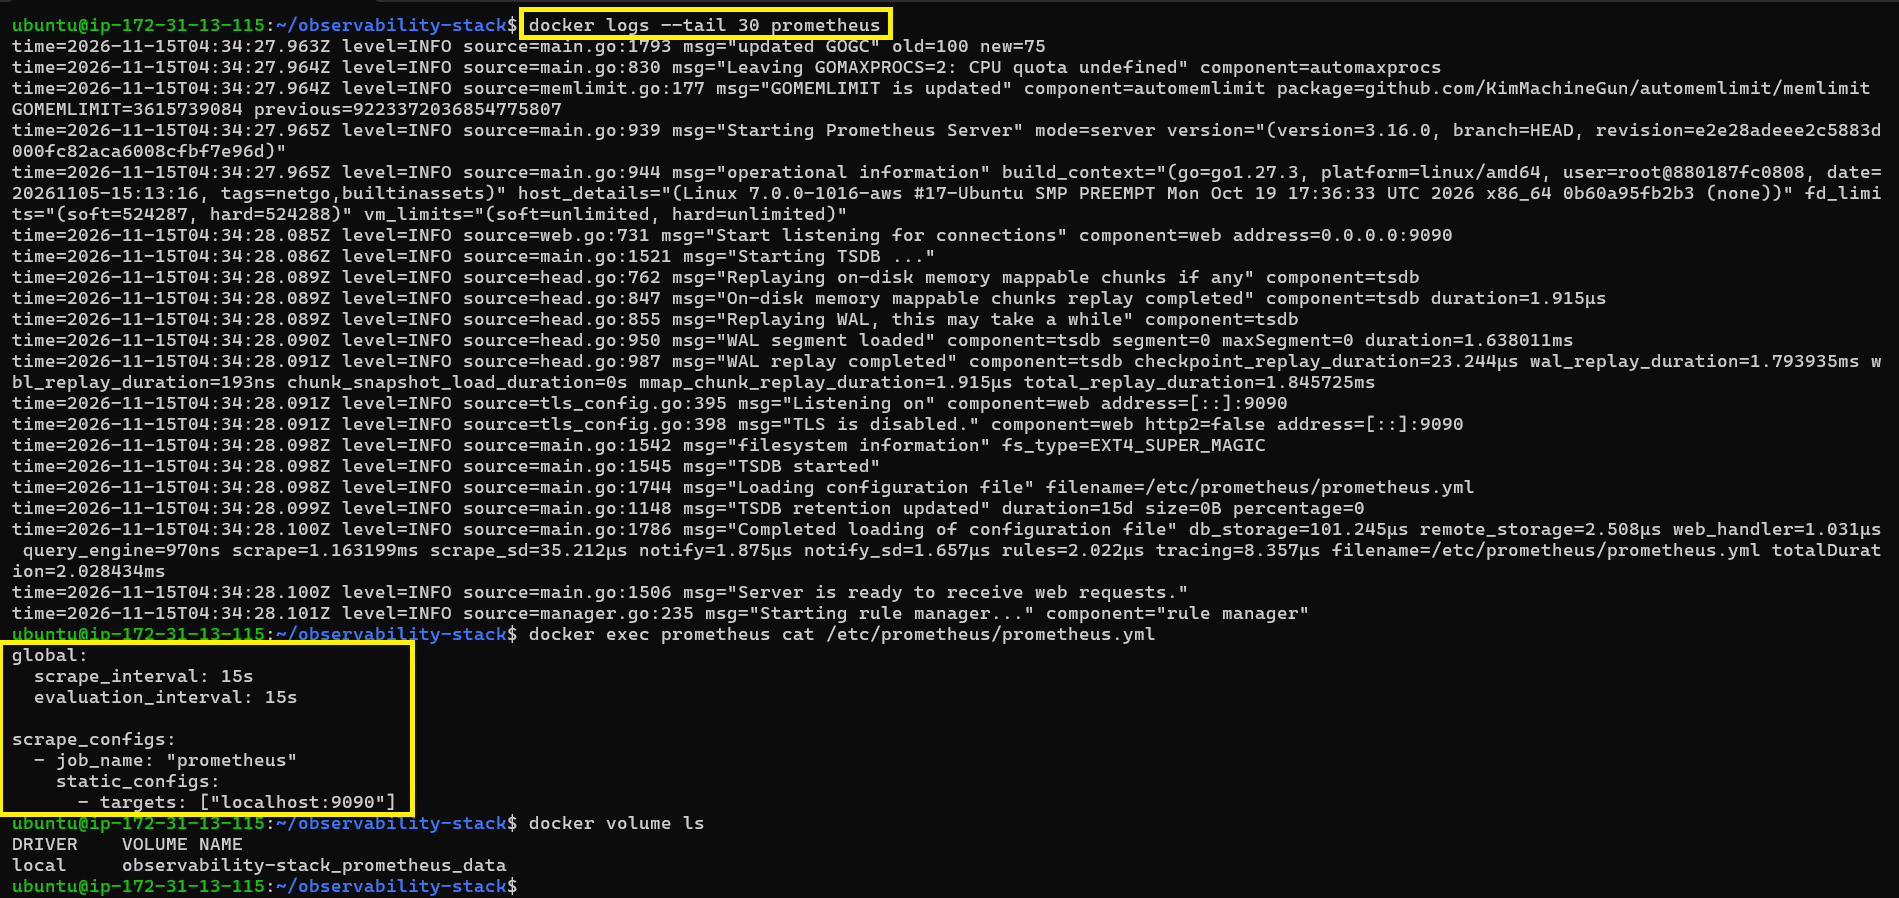 ubuntu@ip-172-31-13-115:~/observability-stack$ docker logs --tail 30 prometheus
time=2026-11-15T04:34:27.963Z level=INFO source=main.go:1793 msg="updated GOGC" old=100 new=75
time=2026-11-15T04:34:27.964Z level=INFO source=main.go:830 msg="Leaving GOMAXPROCS=2: CPU quota undefined" component=automaxprocs
time=2026-11-15T04:34:27.964Z level=INFO source=memlimit.go:177 msg="GOMEMLIMIT is updated" component=automemlimit package=github.com/KimMachineGun/automemlimit/memlimit
GOMEMLIMIT=3615739084 previous=9223372036854775807
time=2026-11-15T04:34:27.965Z level=INFO source=main.go:939 msg="Starting Prometheus Server" mode=server version="(version=3.16.0, branch=HEAD, revision=e2e28adeee2c5883d
000fc82aca6008cfbf7e96d)"
time=2026-11-15T04:34:27.965Z level=INFO source=main.go:944 msg="operational information" build_context="(go=go1.27.3, platform=linux/amd64, user=root@880187fc0808, date=
20261105-15:13:16, tags=netgo,builtinassets)" host_details="(Linux 7.0.0-1016-aws #17-Ubuntu SMP PREEMPT Mon Oct 19 17:36:33 UTC 2026 x86_64 0b60a95fb2b3 (none))" fd_limi
ts="(soft=524287, hard=524288)" vm_limits="(soft=unlimited, hard=unlimited)"
time=2026-11-15T04:34:28.085Z level=INFO source=web.go:731 msg="Start listening for connections" component=web address=0.0.0.0:9090
time=2026-11-15T04:34:28.086Z level=INFO source=main.go:1521 msg="Starting TSDB ..."
time=2026-11-15T04:34:28.089Z level=INFO source=head.go:762 msg="Replaying on-disk memory mappable chunks if any" component=tsdb
time=2026-11-15T04:34:28.089Z level=INFO source=head.go:847 msg="On-disk memory mappable chunks replay completed" component=tsdb duration=1.915µs
time=2026-11-15T04:34:28.089Z level=INFO source=head.go:855 msg="Replaying WAL, this may take a while" component=tsdb
time=2026-11-15T04:34:28.090Z level=INFO source=head.go:950 msg="WAL segment loaded" component=tsdb segment=0 maxSegment=0 duration=1.638011ms
time=2026-11-15T04:34:28.091Z level=INFO source=head.go:987 msg="WAL replay completed" component=tsdb checkpoint_replay_duration=23.244µs wal_replay_duration=1.793935ms w
bl_replay_duration=193ns chunk_snapshot_load_duration=0s mmap_chunk_replay_duration=1.915µs total_replay_duration=1.845725ms
time=2026-11-15T04:34:28.091Z level=INFO source=tls_config.go:395 msg="Listening on" component=web address=[::]:9090
time=2026-11-15T04:34:28.091Z level=INFO source=tls_config.go:398 msg="TLS is disabled." component=web http2=false address=[::]:9090
time=2026-11-15T04:34:28.098Z level=INFO source=main.go:1542 msg="filesystem information" fs_type=EXT4_SUPER_MAGIC
time=2026-11-15T04:34:28.098Z level=INFO source=main.go:1545 msg="TSDB started"
time=2026-11-15T04:34:28.098Z level=INFO source=main.go:1744 msg="Loading configuration file" filename=/etc/prometheus/prometheus.yml
time=2026-11-15T04:34:28.099Z level=INFO source=main.go:1148 msg="TSDB retention updated" duration=15d size=0B percentage=0
time=2026-11-15T04:34:28.100Z level=INFO source=main.go:1786 msg="Completed loading of configuration file" db_storage=101.245µs remote_storage=2.508µs web_handler=1.031µs
 query_engine=970ns scrape=1.163199ms scrape_sd=35.212µs notify=1.875µs notify_sd=1.657µs rules=2.022µs tracing=8.357µs filename=/etc/prometheus/prometheus.yml totalDurat
ion=2.028434ms
time=2026-11-15T04:34:28.100Z level=INFO source=main.go:1506 msg="Server is ready to receive web requests."
time=2026-11-15T04:34:28.101Z level=INFO source=manager.go:235 msg="Starting rule manager..." component="rule manager"
ubuntu@ip-172-31-13-115:~/observability-stack$ docker exec prometheus cat /etc/prometheus/prometheus.yml
global:
  scrape_interval: 15s
  evaluation_interval: 15s
scrape_configs:
  - job_name: "prometheus"
    static_configs:
      - targets: ["localhost:9090"]
ubuntu@ip-172-31-13-115:~/observability-stack$ docker volume ls
DRIVER    VOLUME NAME
local     observability-stack_prometheus_data
ubuntu@ip-172-31-13-115:~/observability-stack$